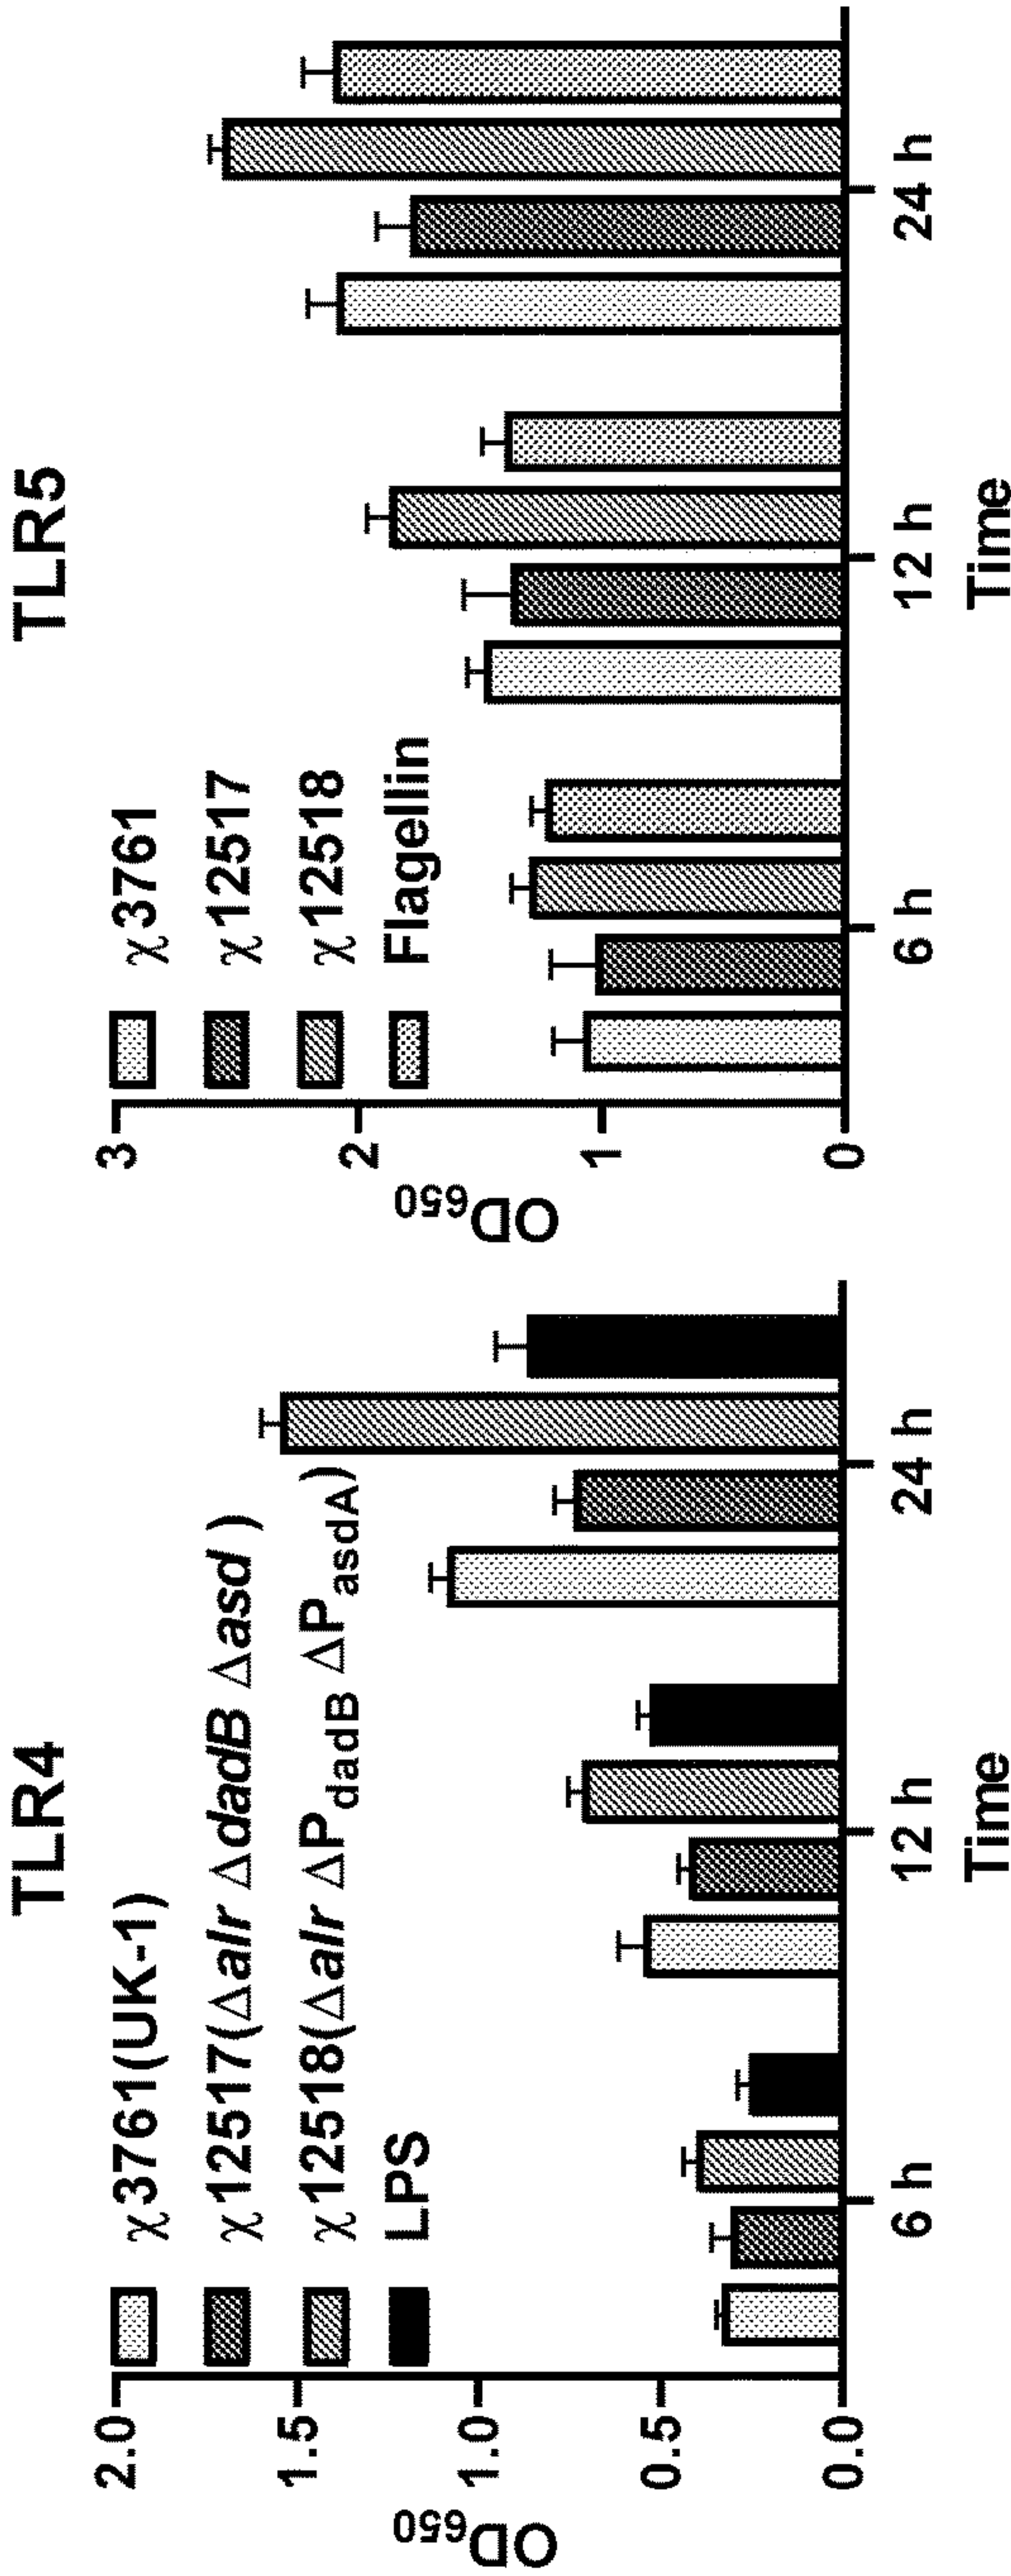 TLR4
χ3761(UK-1)
χ12517(Δalr ΔdadB Δasd )
χ12518(Δalr ΔPdadB ΔPasdA)
LPS
OD650
2.0
1.5
1.0
0.5
0.0
6 h
12 h
24 h
Time
TLR5
χ3761
χ12517
χ12518
Flagellin
OD650
3
2
1
0
6 h
12 h
24 h
Time